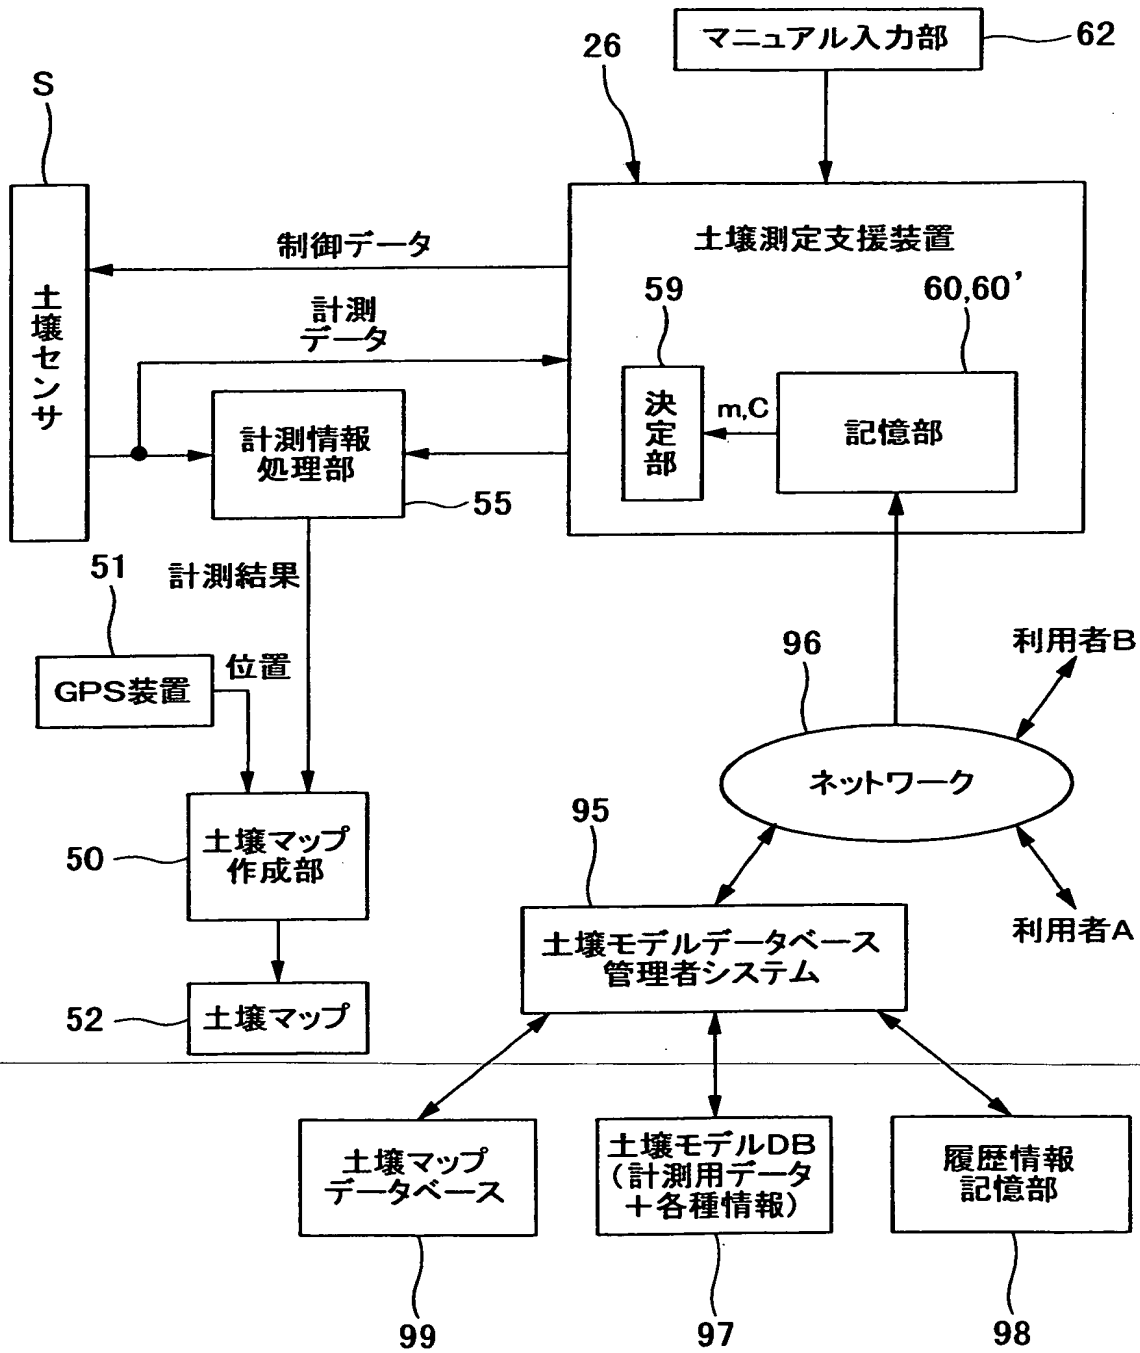 マニュアル入力部
62
26
S
土壌測定支援装置
制御データ
土壌センサ
計測
データ
59
60,60'
決定部
m,C
記憶部
計測情報
処理部
55
計測結果
51
GPS装置
位置
96
利用者B
ネットワーク
利用者A
95
土壌マップ
作成部
50
土壌モデルデータベース
管理者システム
52
土壌マップ
土壌マップ
データベース
土壌モデルDB
(計測用データ
+各種情報)
履歴情報
記憶部
99
97
98